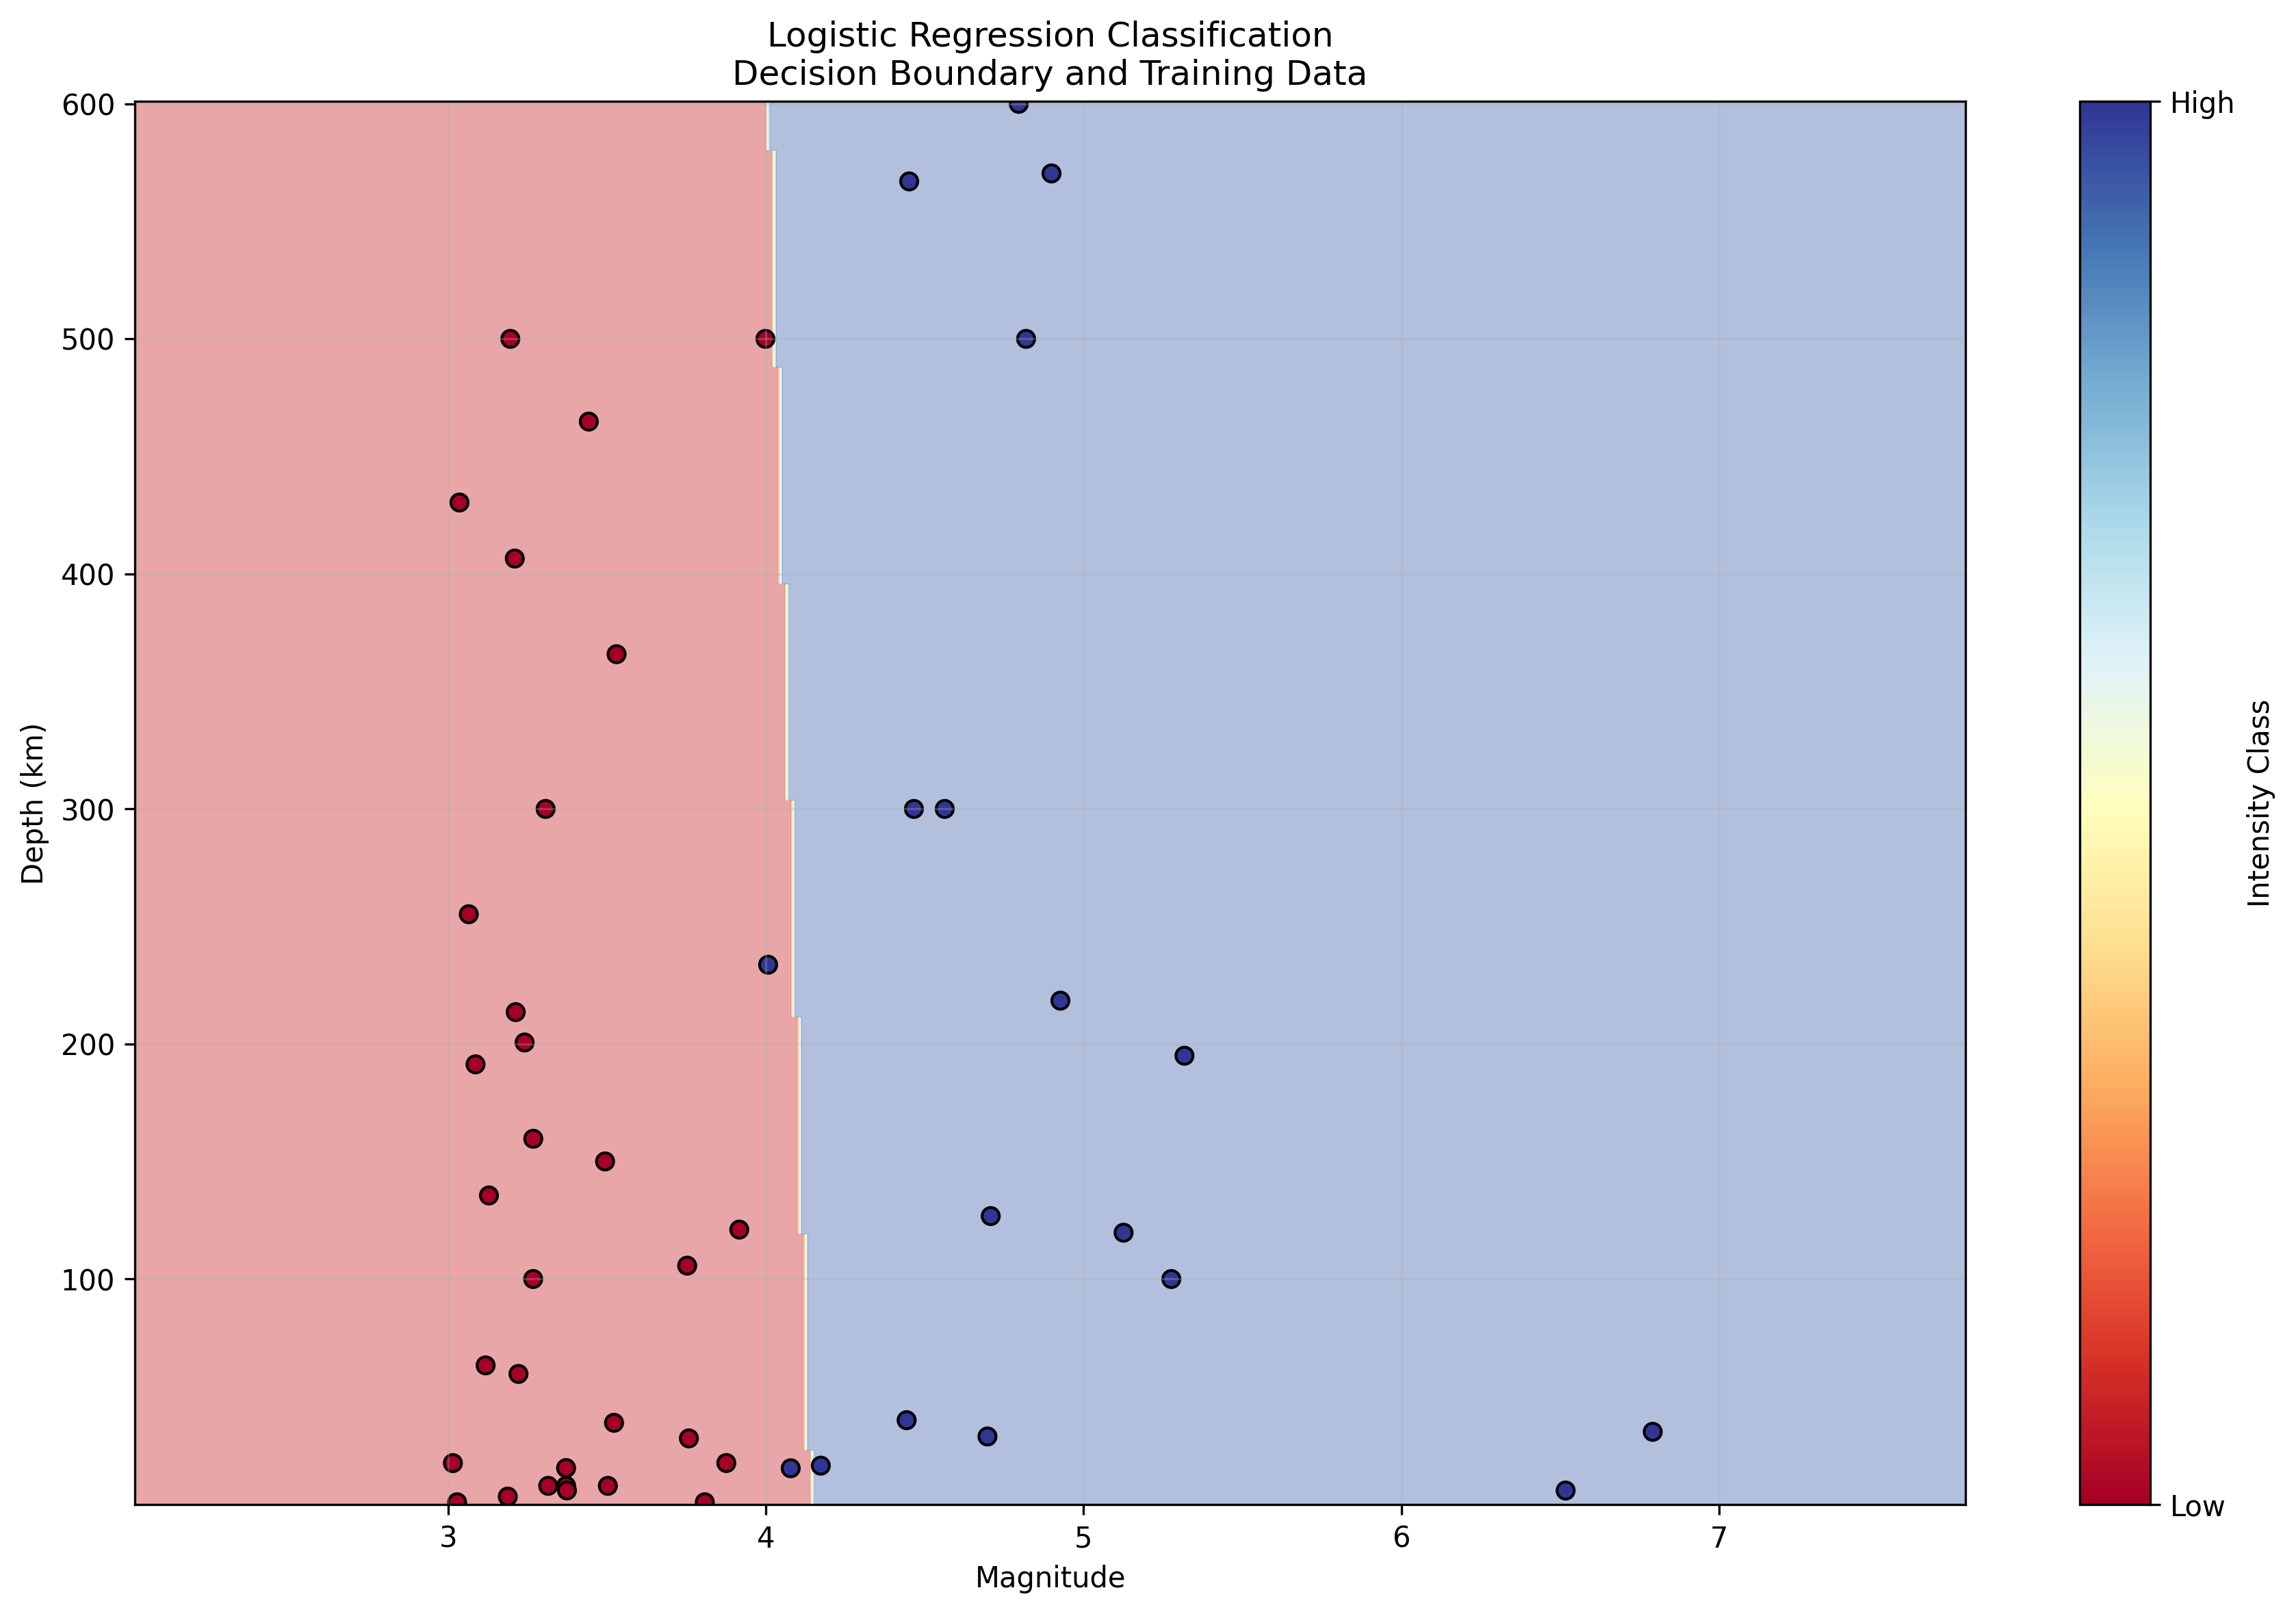 Logistic Regression Classification
Decision Boundary and Training Data
600
500
400
300
200
100
Depth (km)
3
4
5
6
7
Magnitude
High
Low
Intensity Class